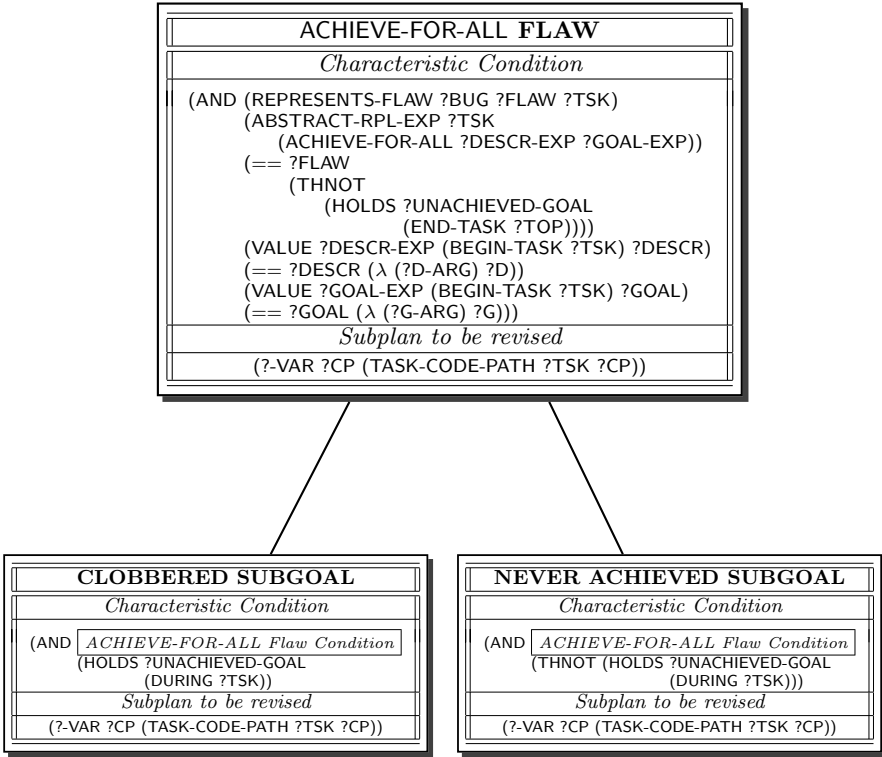 ACHIEVE-FOR-ALL FLAW
Characteristic Condition
(AND (REPRESENTS-FLAW ?BUG ?FLAW ?TSK)
(ABSTRACT-RPL-EXP ?TSK
(ACHIEVE-FOR-ALL ?DESCR-EXP ?GOAL-EXP))
(== ?FLAW
(THNOT
(HOLDS ?UNACHIEVED-GOAL
(END-TASK ?TOP))))
(VALUE ?DESCR-EXP (BEGIN-TASK ?TSK) ?DESCR)
(== ?DESCR (λ (?D-ARG) ?D))
(VALUE ?GOAL-EXP (BEGIN-TASK ?TSK) ?GOAL)
(== ?GOAL (λ (?G-ARG) ?G)))
Subplan to be revised
(?-VAR ?CP (TASK-CODE-PATH ?TSK ?CP))
CLOBBERED SUBGOAL
Characteristic Condition
(AND ACHIEVE-FOR-ALL Flaw Condition
(HOLDS ?UNACHIEVED-GOAL
(DURING ?TSK))
Subplan to be revised
(?-VAR ?CP (TASK-CODE-PATH ?TSK ?CP))
NEVER ACHIEVED SUBGOAL
Characteristic Condition
(AND ACHIEVE-FOR-ALL Flaw Condition
(THNOT (HOLDS ?UNACHIEVED-GOAL
(DURING ?TSK)))
Subplan to be revised
(?-VAR ?CP (TASK-CODE-PATH ?TSK ?CP))